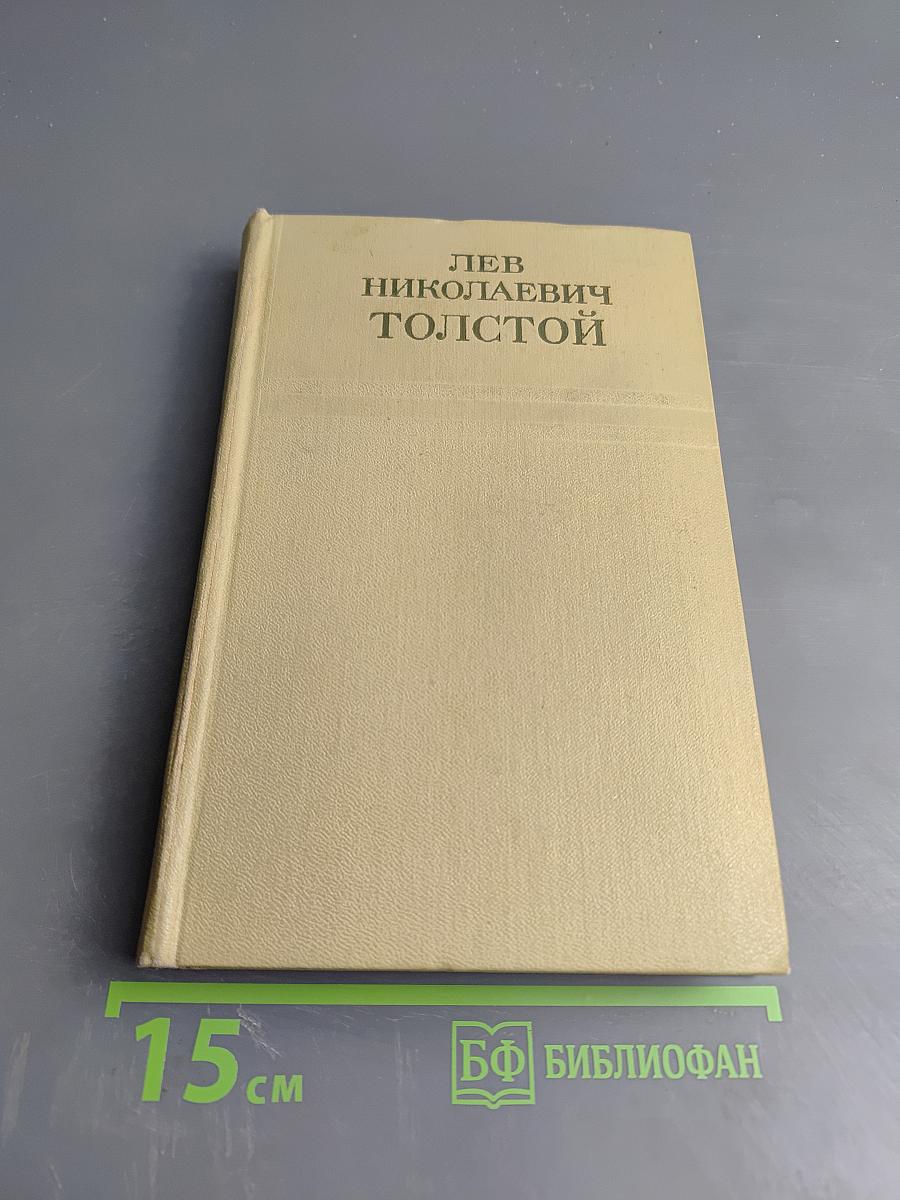 ЛЕВ
НИКОЛАЕВИЧ
ТОЛСТОЙ
15 см
БФ БИБЛИОФАН